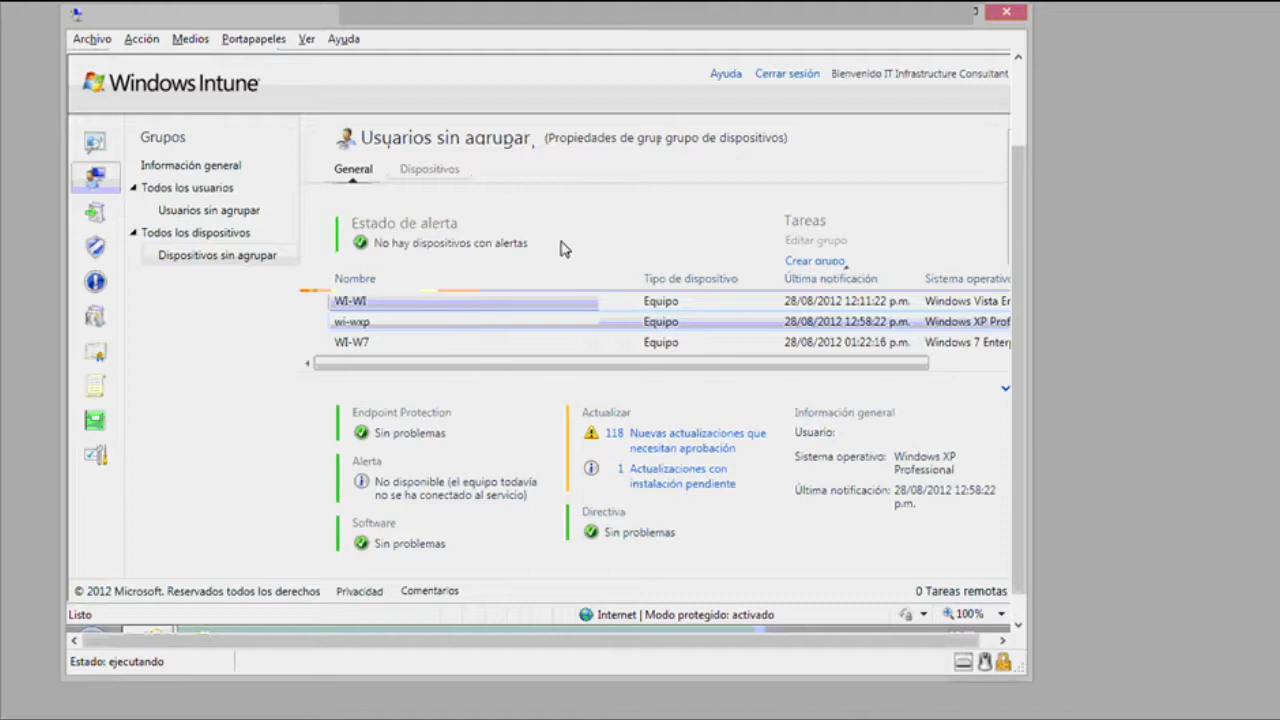 Archivo Acción Medios Portapapeles Ver Ayuda
Windows Intune
Ayuda Cerrar sesión Bienvenido IT Infrastructure Consultant
Grupos
Información general
Todos los usuarios
Usuarios sin agrupar
Todos los dispositivos
Dispositivos sin agrupar
Usuarios sin agrupar (Propiedades de grup grupo de dispositivos)
General Dispositivos
Estado de alerta
No hay dispositivos con alertas
Tareas
Editar grupo
Crear grupo
Nombre Tipo de dispositivo Última notificación Sistema operativo
WI-WI Equipo 28/08/2012 12:11:22 p.m. Windows Vista En
wi-wxp Equipo 28/08/2012 12:58:22 p.m. Windows XP Prof
WI-W7 Equipo 28/08/2012 01:22:16 p.m. Windows 7 Enter
Endpoint Protection
Sin problemas
Alerta
No disponible (el equipo todavía
no se ha conectado al servicio)
Software
Sin problemas
Actualizar
118 Nuevas actualizaciones que
necesitan aprobación
1 Actualizaciones con
instalación pendiente
Directiva
Sin problemas
Información general
Usuario:
Sistema operativo: Windows XP
Professional
Última notificación: 28/08/2012 12:58:22
p.m.
© 2012 Microsoft. Reservados todos los derechos Privacidad Comentarios 0 Tareas remotas
Listo Internet | Modo protegido: activado 100%
Estado: ejecutando